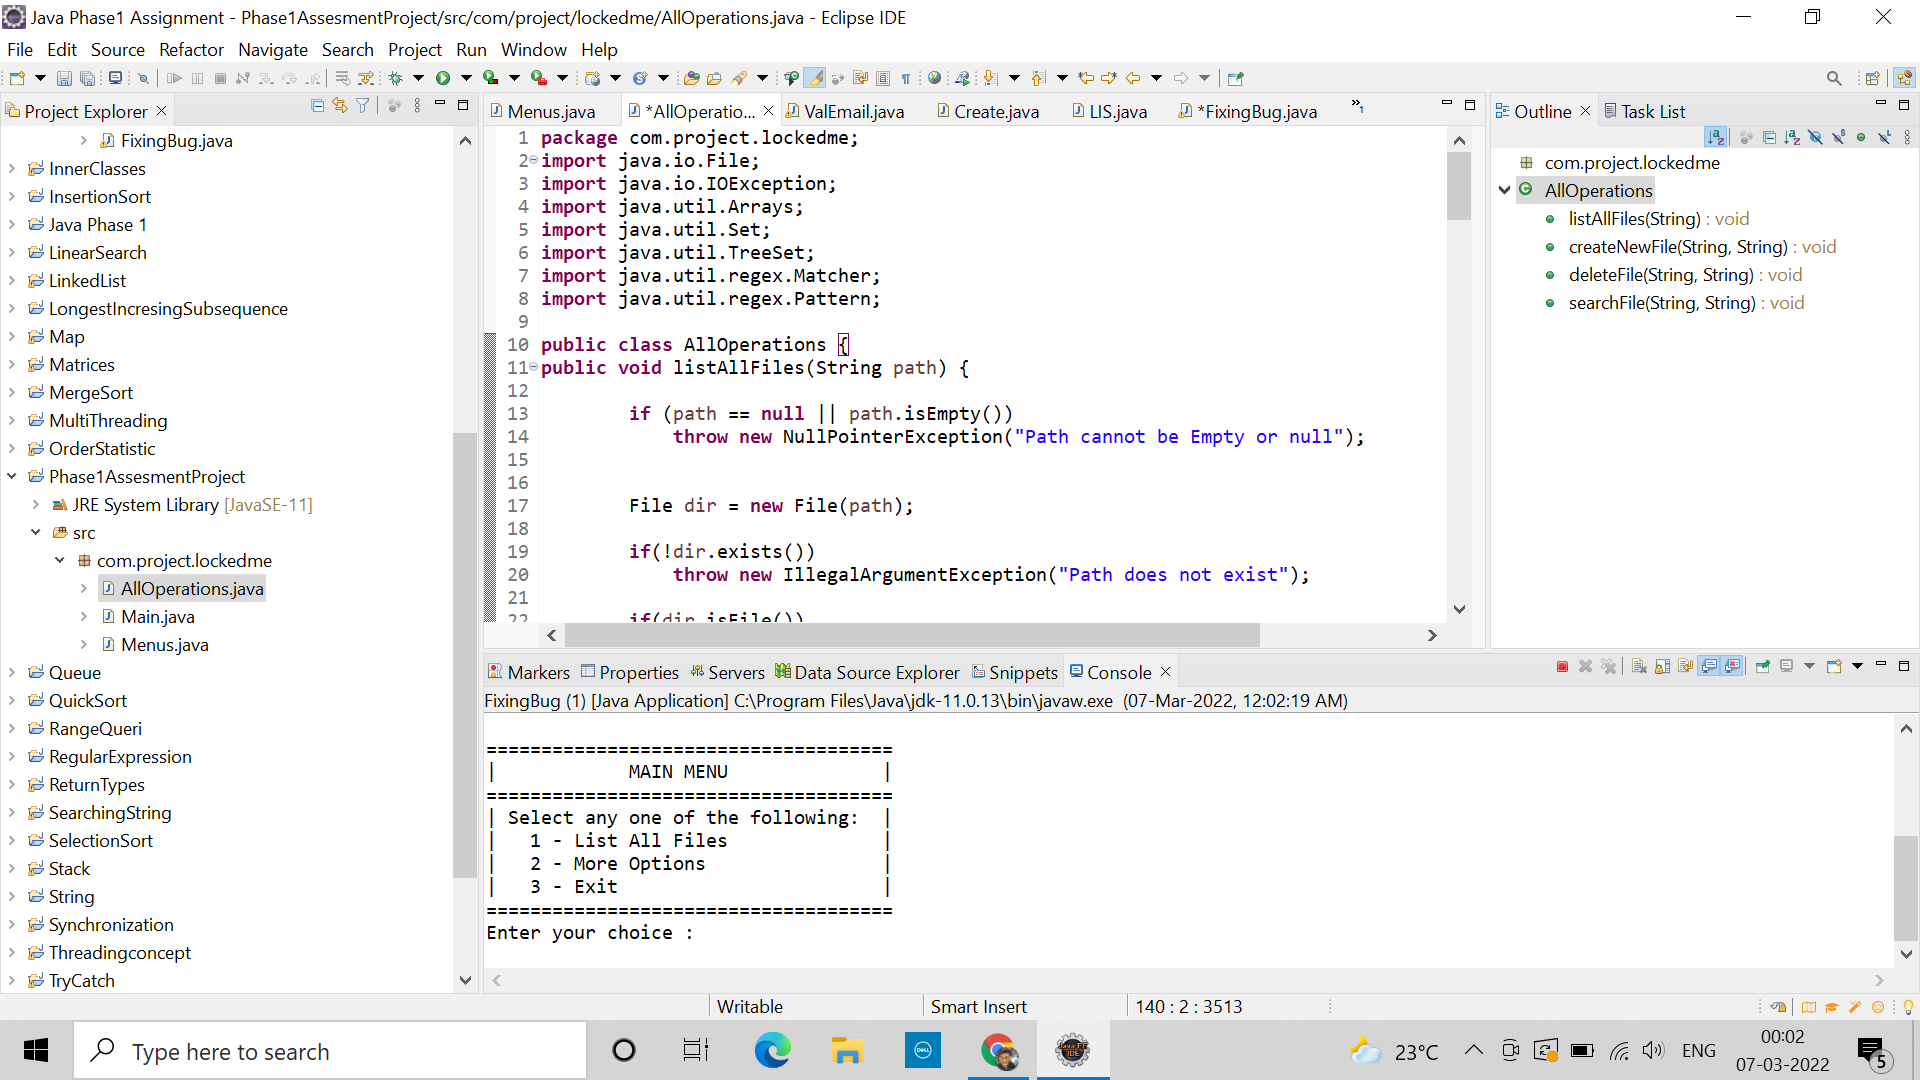 Java Phase1 Assignment - Phase1AssesmentProject/src/com/project/lockedme/AllOperations.java - Eclipse IDE
File Edit Source Refactor Navigate Search Project Run Window Help
Project Explorer
FixingBug.java
InnerClasses
InsertionSort
Java Phase 1
LinearSearch
LinkedList
LongestIncresingSubsequence
Map
Matrices
MergeSort
MultiThreading
OrderStatistic
Phase1AssesmentProject
JRE System Library [JavaSE-11]
src
com.project.lockedme
AllOperations.java
Main.java
Menus.java
Queue
QuickSort
RangeQueri
RegularExpression
ReturnTypes
SearchingString
SelectionSort
Stack
String
Synchronization
Threadingconcept
TryCatch
Menus.java *AllOperatio... ValEmail.java Create.java LIS.java *FixingBug.java »1
1 package com.project.lockedme;
2 import java.io.File;
3 import java.io.IOException;
4 import java.util.Arrays;
5 import java.util.Set;
6 import java.util.TreeSet;
7 import java.util.regex.Matcher;
8 import java.util.regex.Pattern;
9
10 public class AllOperations {
11 public void listAllFiles(String path) {
12
13 if (path == null || path.isEmpty())
14 throw new NullPointerException("Path cannot be Empty or null");
15
16
17 File dir = new File(path);
18
19 if(!dir.exists())
20 throw new IllegalArgumentException("Path does not exist");
21
22 if(dir.isFile())
Outline Task List
com.project.lockedme
AllOperations
listAllFiles(String) : void
createNewFile(String, String) : void
deleteFile(String, String) : void
searchFile(String, String) : void
Markers Properties Servers Data Source Explorer Snippets Console
FixingBug (1) [Java Application] C:\Program Files\Java\jdk-11.0.13\bin\javaw.exe (07-Mar-2022, 12:02:19 AM)
=====================================
| MAIN MENU |
=====================================
| Select any one of the following: |
| 1 - List All Files |
| 2 - More Options |
| 3 - Exit |
=====================================
Enter your choice :
Writable Smart Insert 140 : 2 : 3513
Type here to search
DELL
Java EE IDE
23°C
ENG
00:02
07-03-2022
5